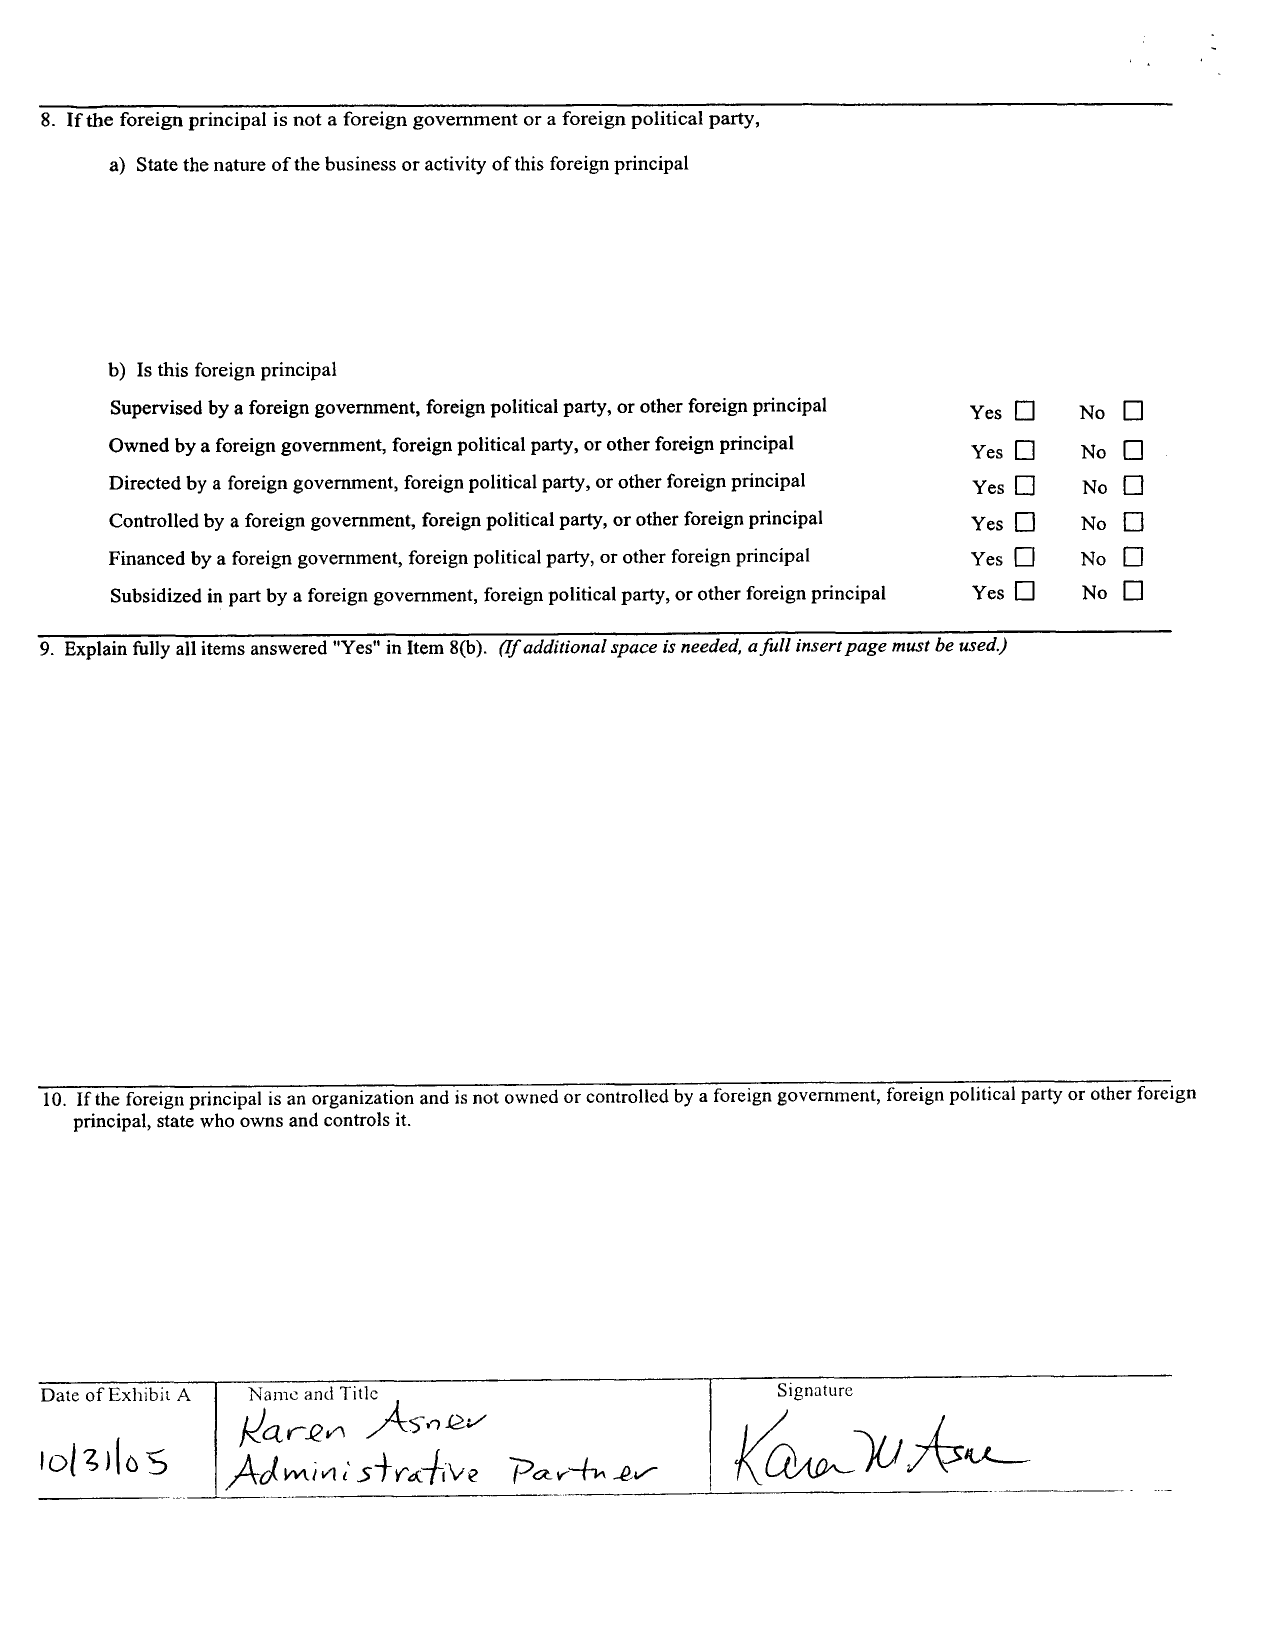 8. If the foreign principal is not a foreign government or a foreign political party,
a) State the nature of the business or activity of this foreign principal
b) Is this foreign principal
Supervised by a foreign government, foreign political party, or other foreign principal Yes ☐ No ☐
Owned by a foreign government, foreign political party, or other foreign principal Yes ☐ No ☐
Directed by a foreign government, foreign political party, or other foreign principal Yes ☐ No ☐
Controlled by a foreign government, foreign political party, or other foreign principal Yes ☐ No ☐
Financed by a foreign government, foreign political party, or other foreign principal Yes ☐ No ☐
Subsidized in part by a foreign government, foreign political party, or other foreign principal Yes ☐ No ☐
9. Explain fully all items answered "Yes" in Item 8(b). (If additional space is needed, a full insert page must be used.)
10. If the foreign principal is an organization and is not owned or controlled by a foreign government, foreign political party or other foreign
principal, state who owns and controls it.
Date of Exhibit A Name and Title Signature
Karen Asner
10/31/05 Administrative Partner Karen W Asner